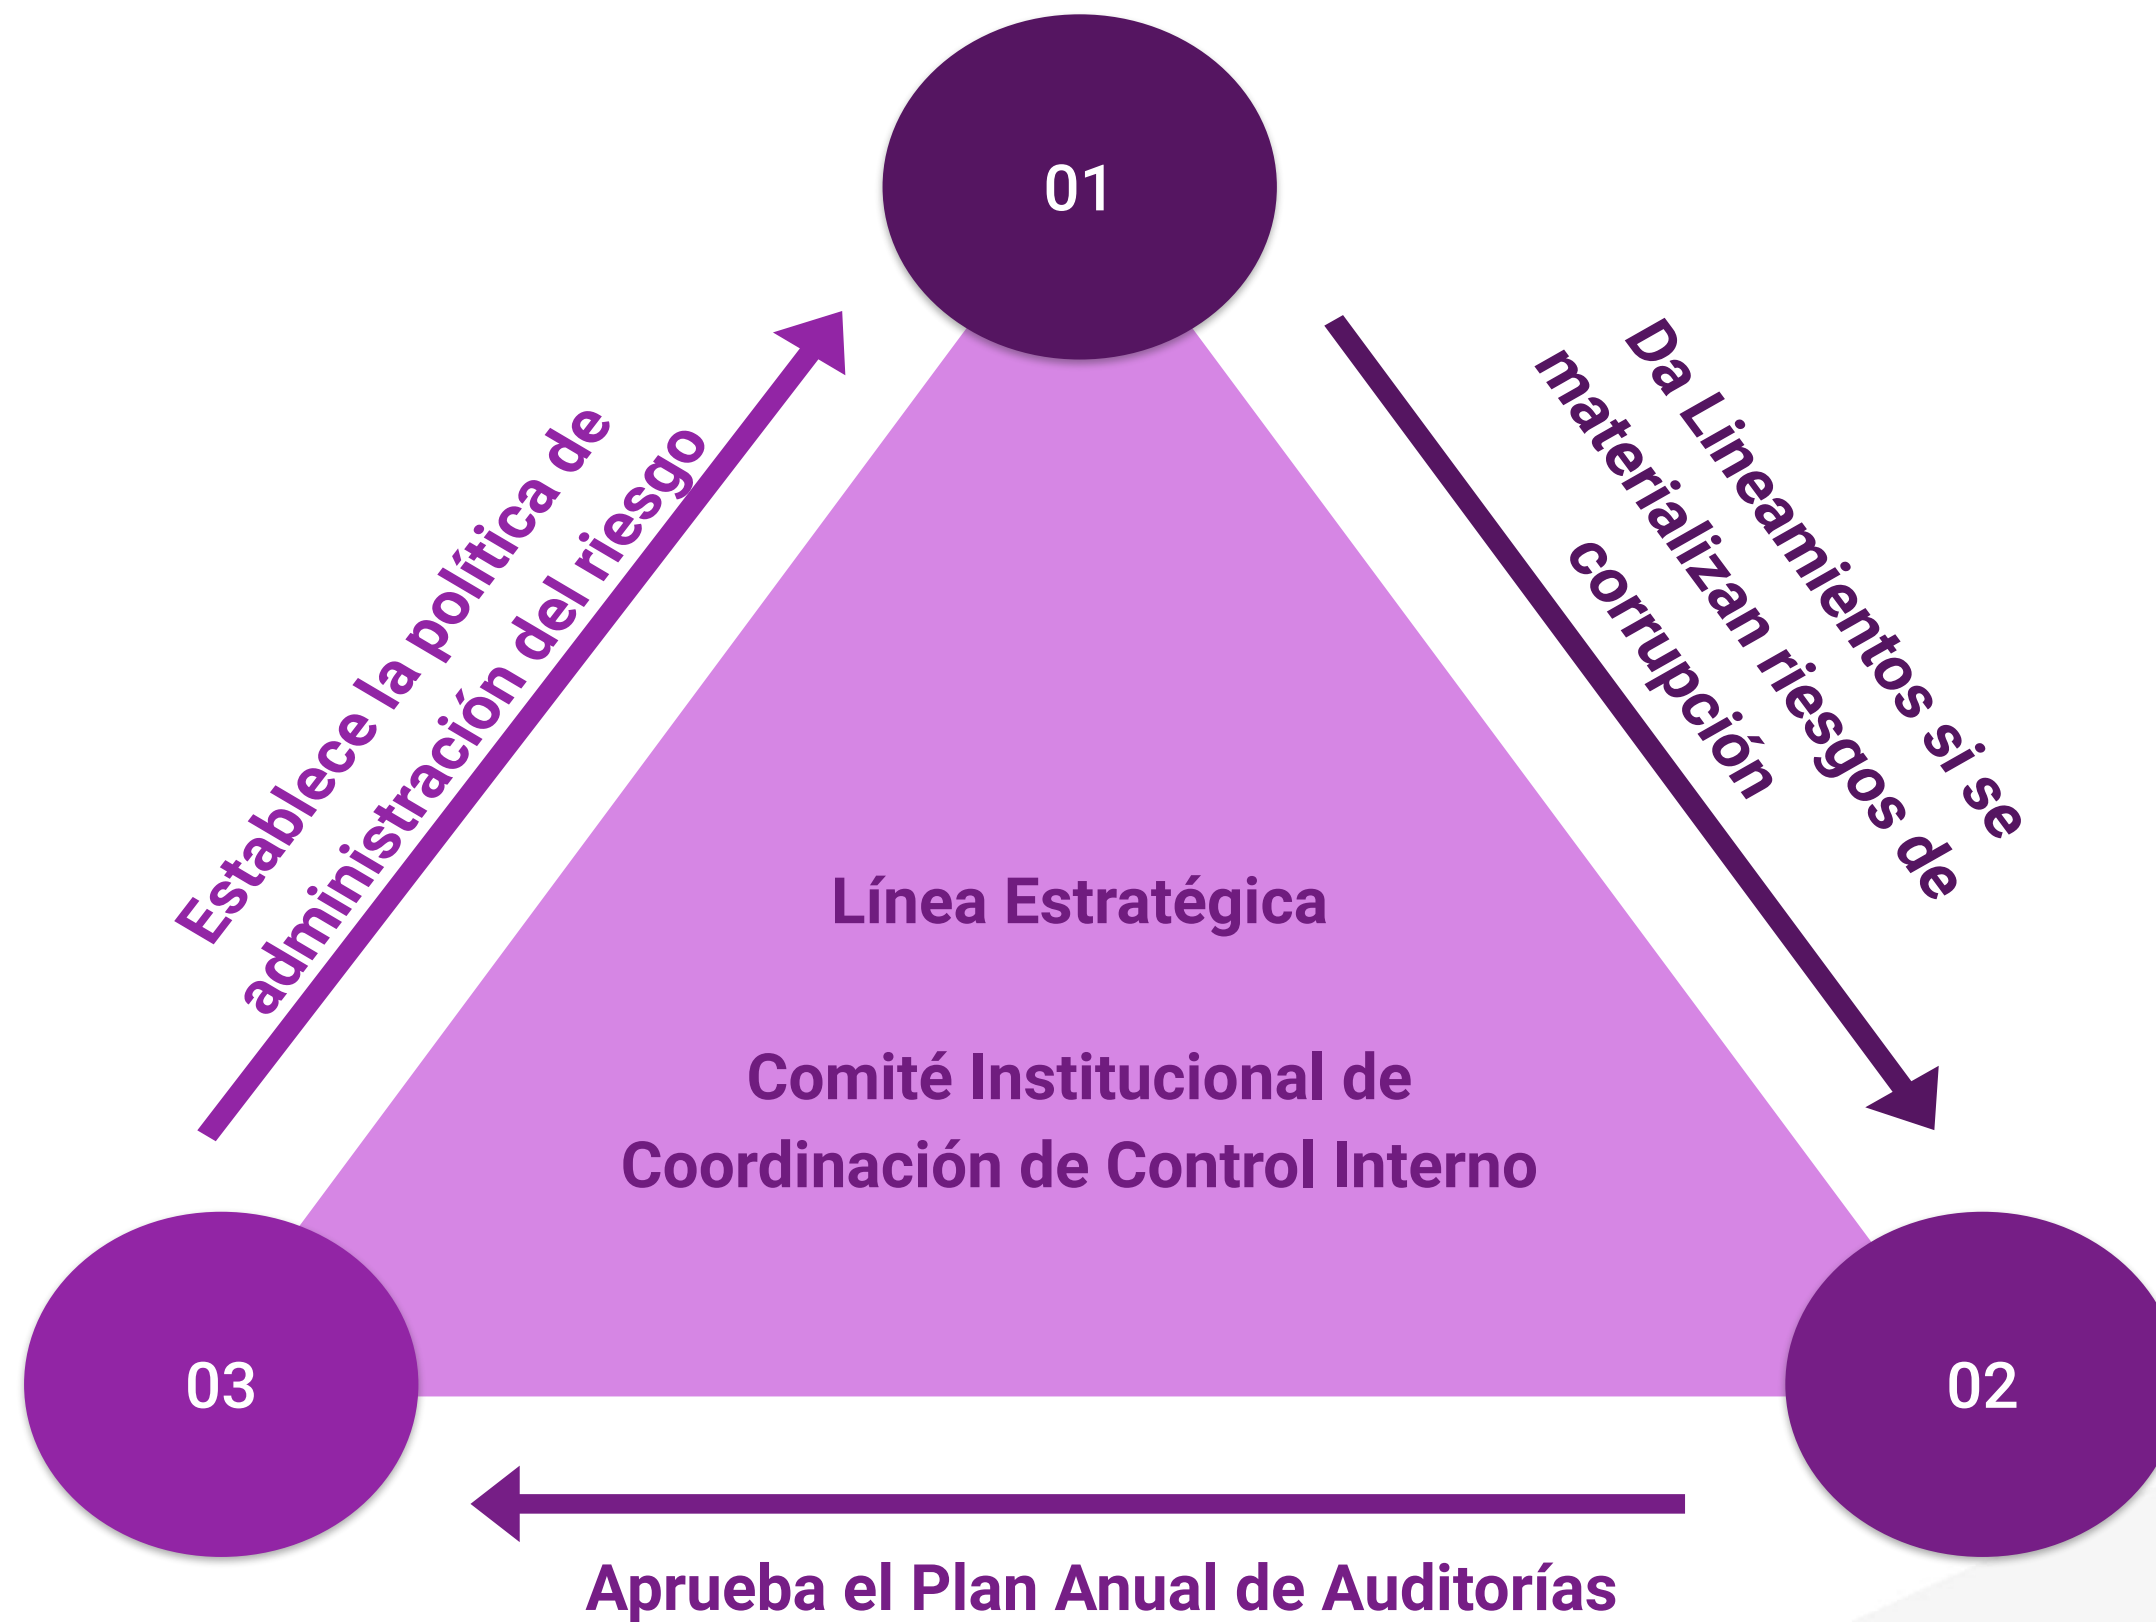 01
Establece la política de
administración del riesgo
Da Lineamientos si se
materializan riesgos de
corrupción
Línea Estratégica
Comité Institucional de
Coordinación de Control Interno
03
02
Aprueba el Plan Anual de Auditorías